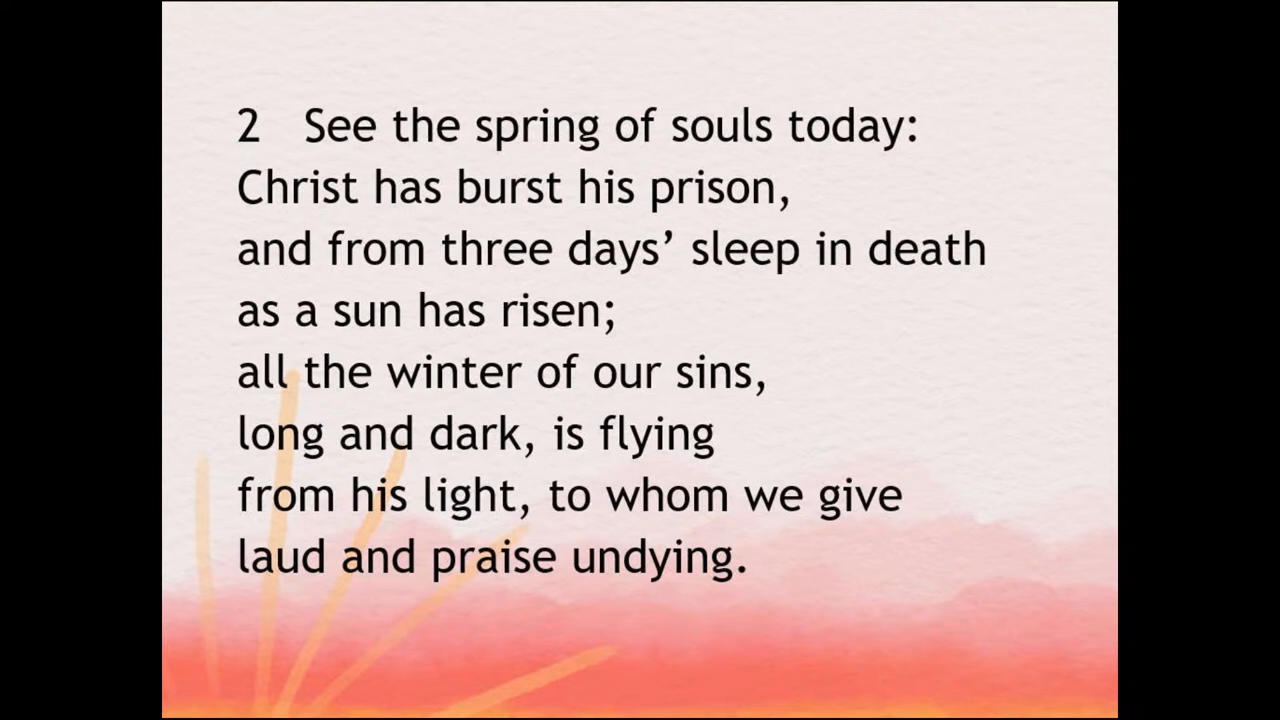 2 See the spring of souls today:
Christ has burst his prison,
and from three days’ sleep in death
as a sun has risen;
all the winter of our sins,
long and dark, is flying
from his light, to whom we give
laud and praise undying.